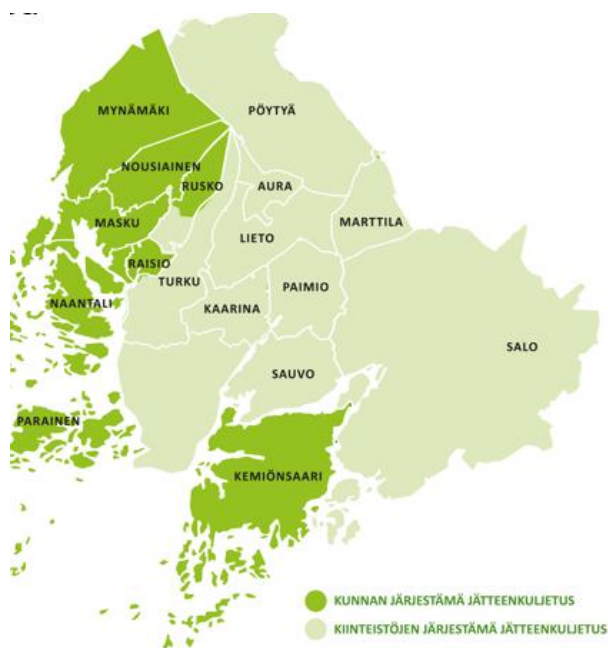 MYNÄMÄKI
PÖYTYÄ
NOUSIAINEN
RUSKO
AURA
MASKU
MARTTILA
LIETO
RAISIO
TURKU
PAIMIO
NAANTALI
KAARINA
SALO
SAUVO
PARAINEN
KEMIÖNSAARI
KUNNAN JÄRJESTÄMÄ JÄTTEENKULJETUS
KIINTEISTÖJEN JÄRJESTÄMÄ JÄTTEENKULJETUS